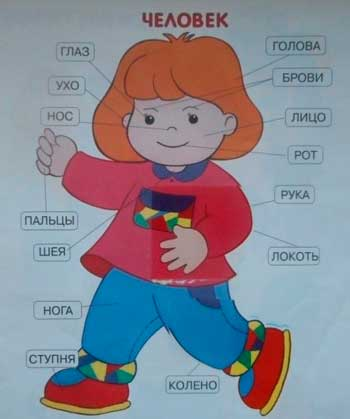 ЧЕЛОВЕК
ГЛАЗ
ГОЛОВА
УХО
БРОВИ
НОС
ЛИЦО
РОТ
РУКА
ПАЛЬЦЫ
ШЕЯ
ЛОКОТЬ
НОГА
СТУПНЯ
КОЛЕНО